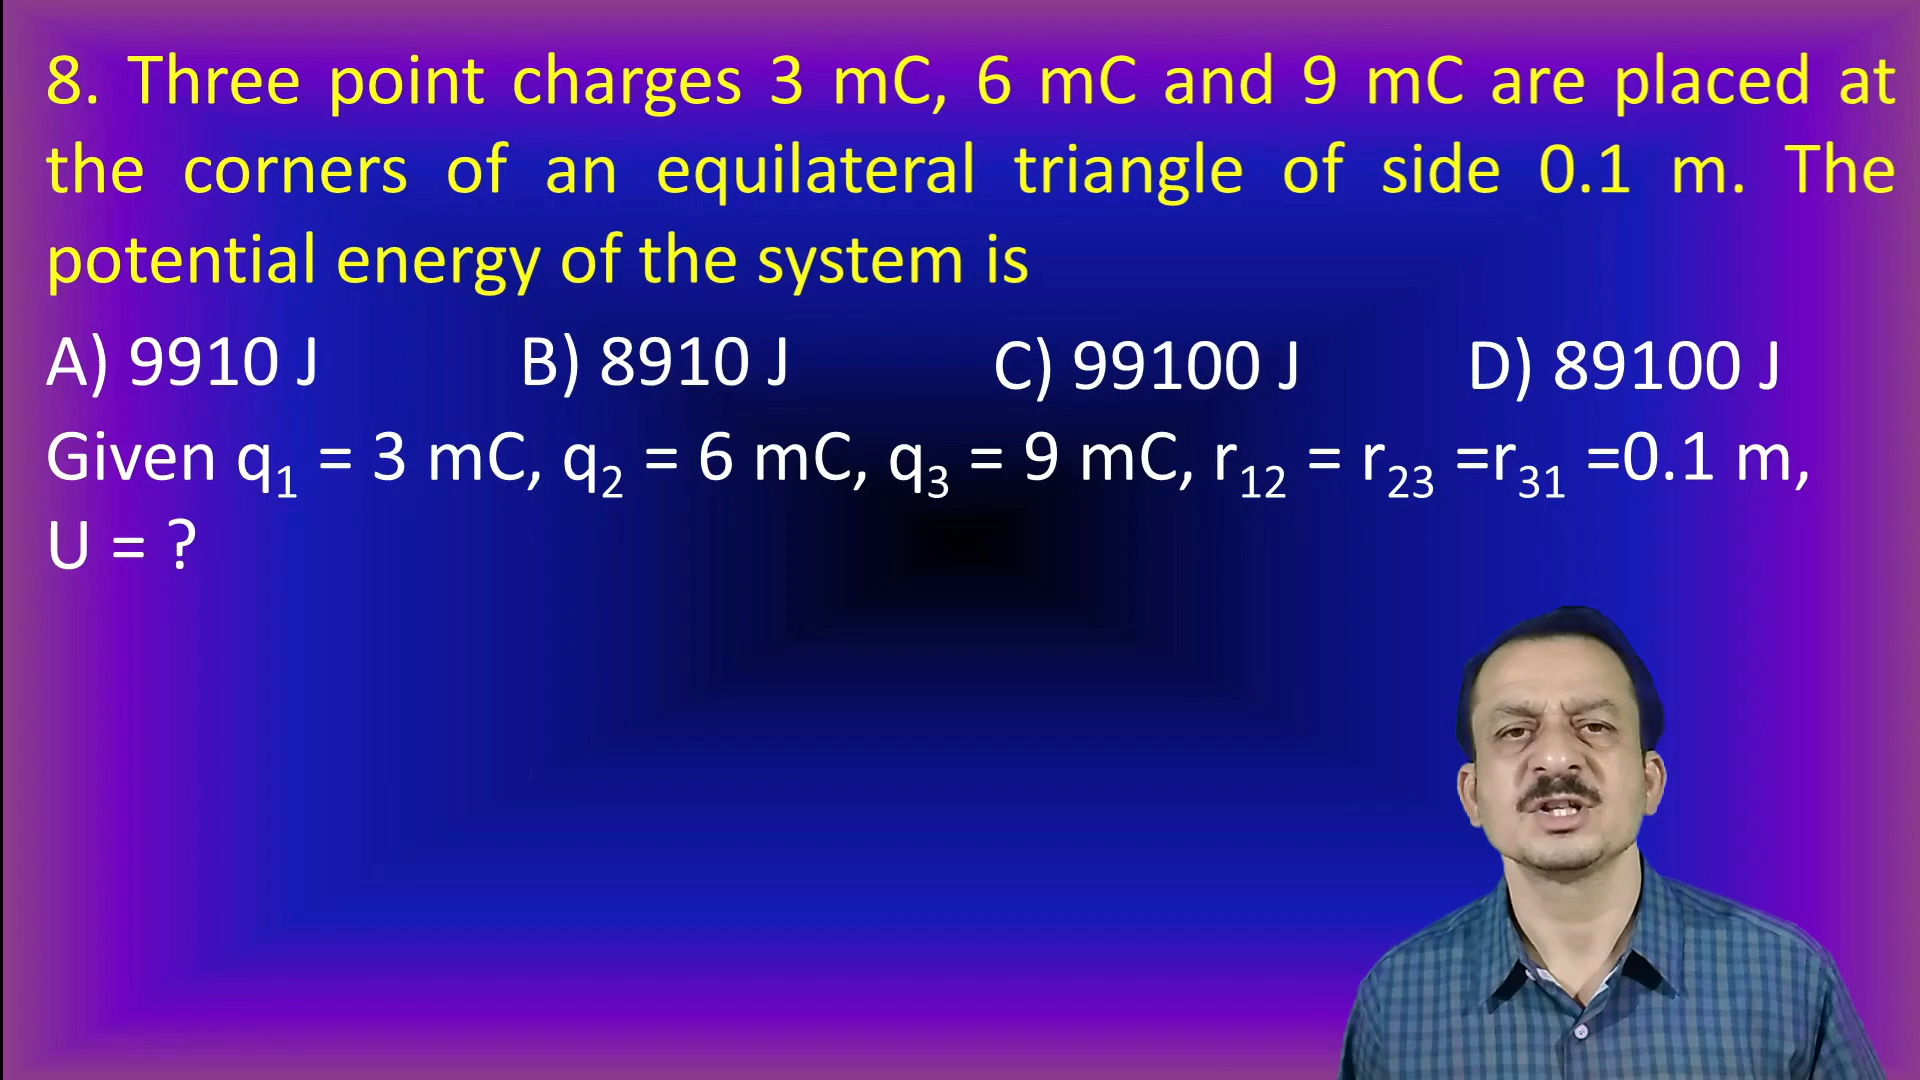 8. Three point charges 3 mC, 6 mC and 9 mC are placed at
the corners of an equilateral triangle of side 0.1 m. The
potential energy of the system is
A) 9910 J B) 8910 J C) 99100 J D) 89100 J
Given q₁ = 3 mC, q₂ = 6 mC, q₃ = 9 mC, r₁₂ = r₂₃ =r₃₁ =0.1 m,
U = ?